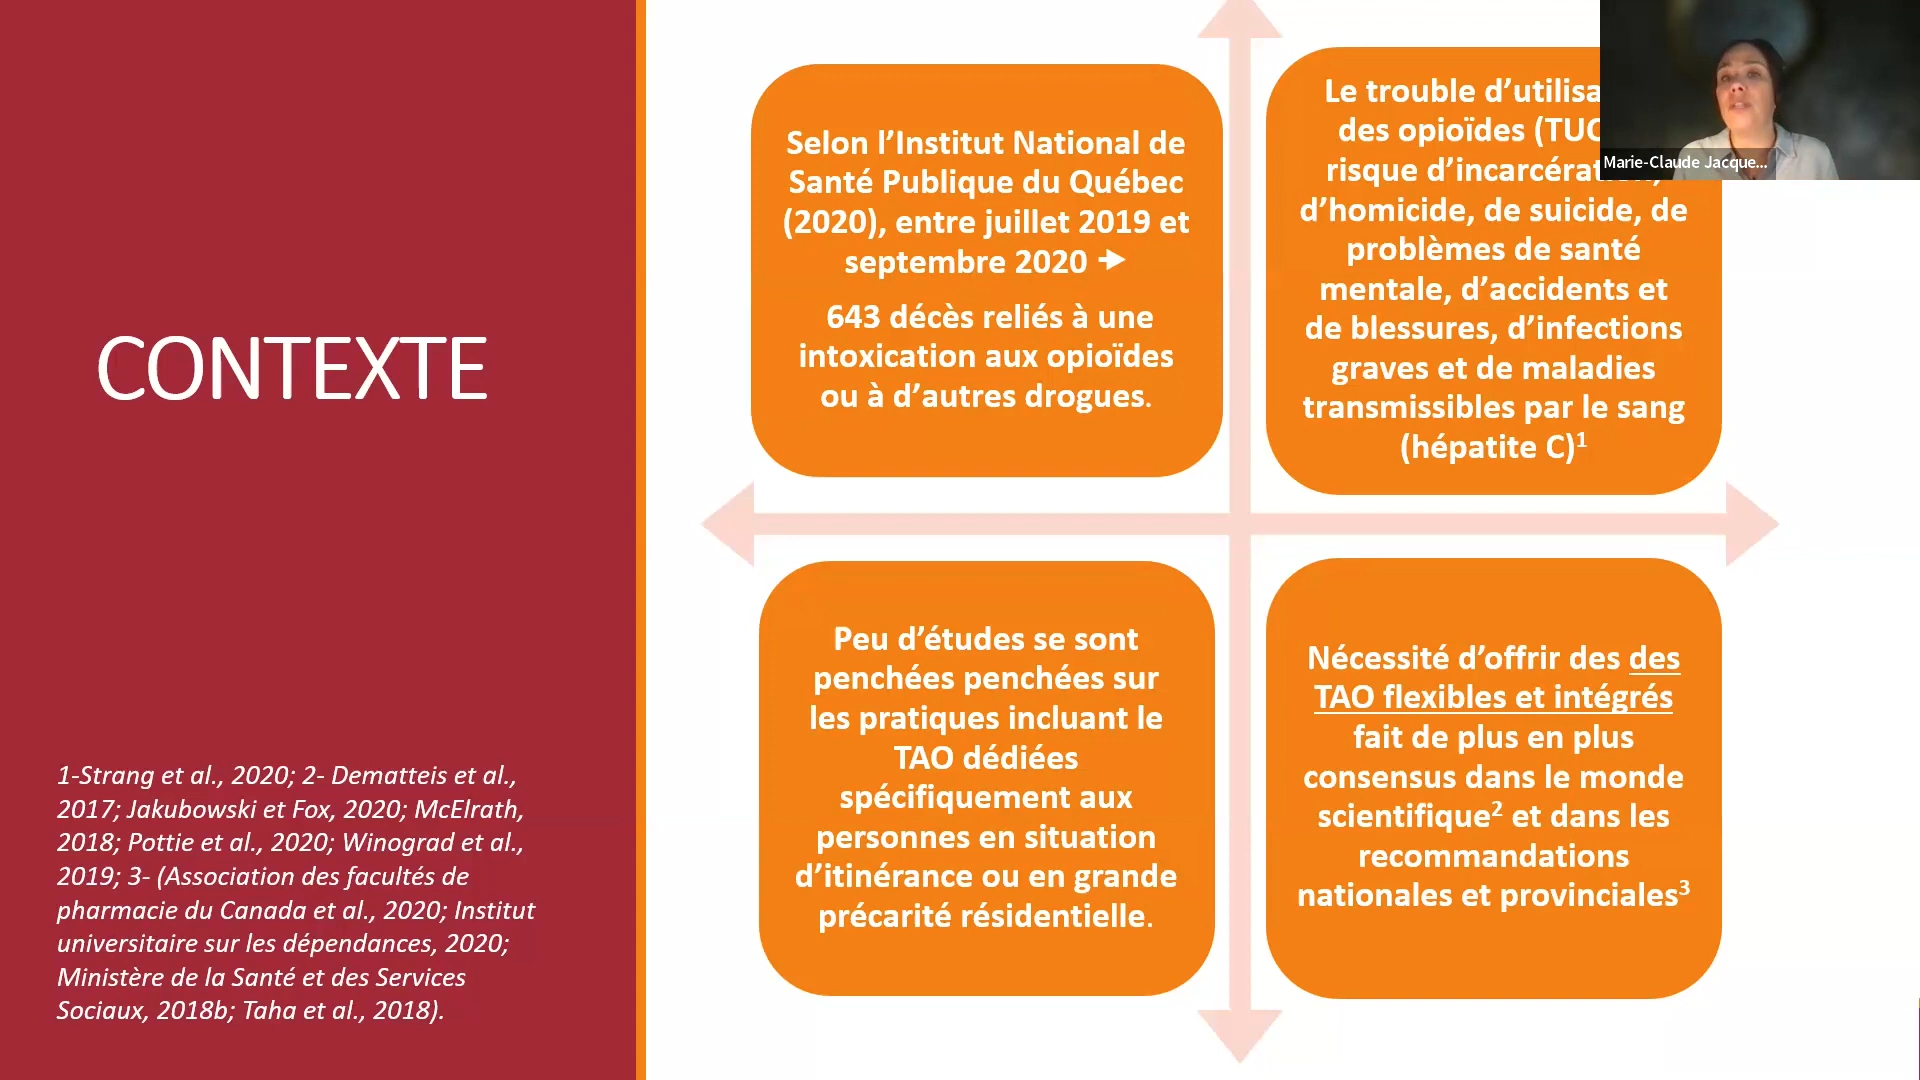 CONTEXTE
1-Strang et al., 2020; 2- Dematteis et al.,
2017; Jakubowski et Fox, 2020; McElrath,
2018; Pottie et al., 2020; Winograd et al.,
2019; 3- (Association des facultés de
pharmacie du Canada et al., 2020; Institut
universitaire sur les dépendances, 2020;
Ministère de la Santé et des Services
Sociaux, 2018b; Taha et al., 2018).
Selon l’Institut National de
Santé Publique du Québec
(2020), entre juillet 2019 et
septembre 2020 →
643 décès reliés à une
intoxication aux opioïdes
ou à d’autres drogues.
Le trouble d’utilisa
des opioïdes
risque
d’homicide, de suicide, de
problèmes de santé
mentale, d’accidents et
de blessures, d’infections
graves et de maladies
transmissibles par le sang
(hépatite C)¹
Peu d’études se sont
penchées penchées sur
les pratiques incluant le
TAO dédiées
spécifiquement aux
personnes en situation
d’itinérance ou en grande
précarité résidentielle.
Nécessité d’offrir des des
TAO flexibles et intégrés
fait de plus en plus
consensus dans le monde
scientifique² et dans les
recommandations
nationales et provinciales³
Marie-Claude Jacque...